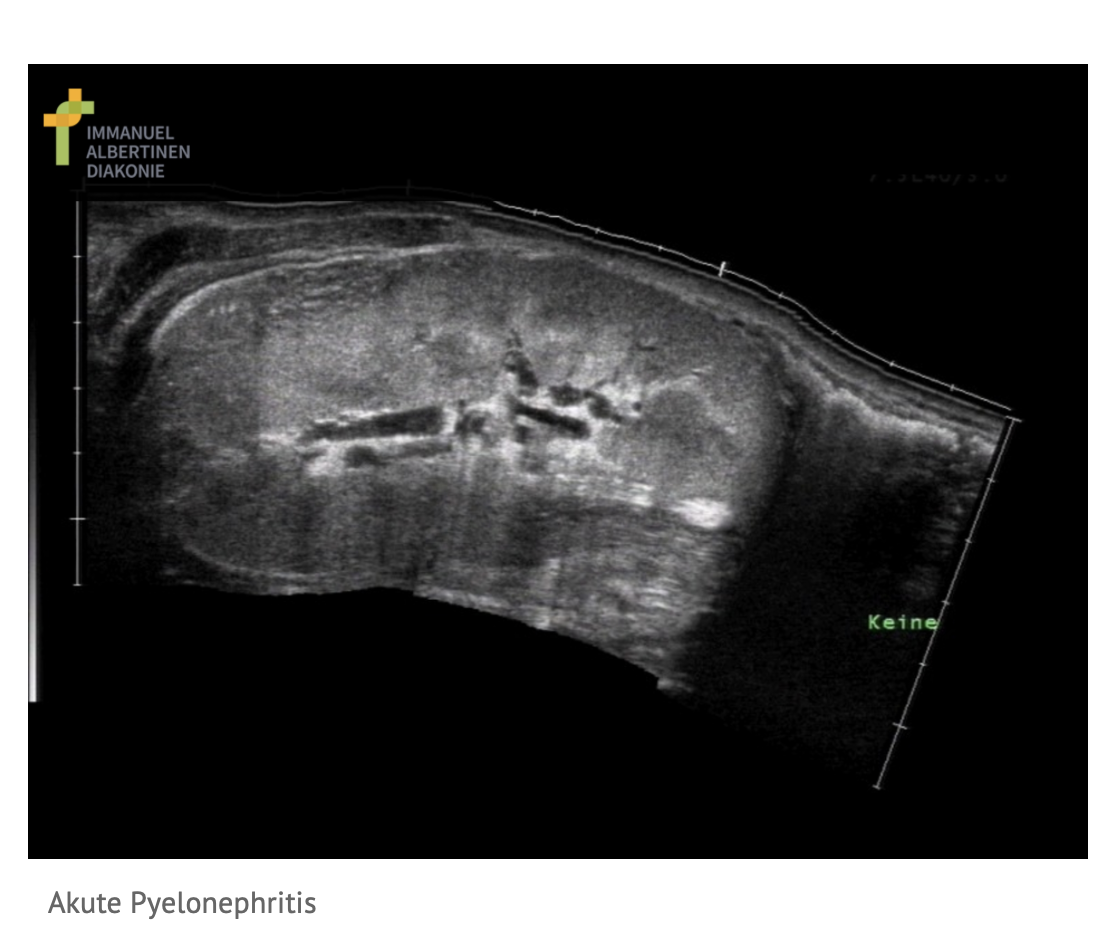 IMMANUEL
ALBERTINEN
DIAKONIE
Keine
Akute Pyelonephritis